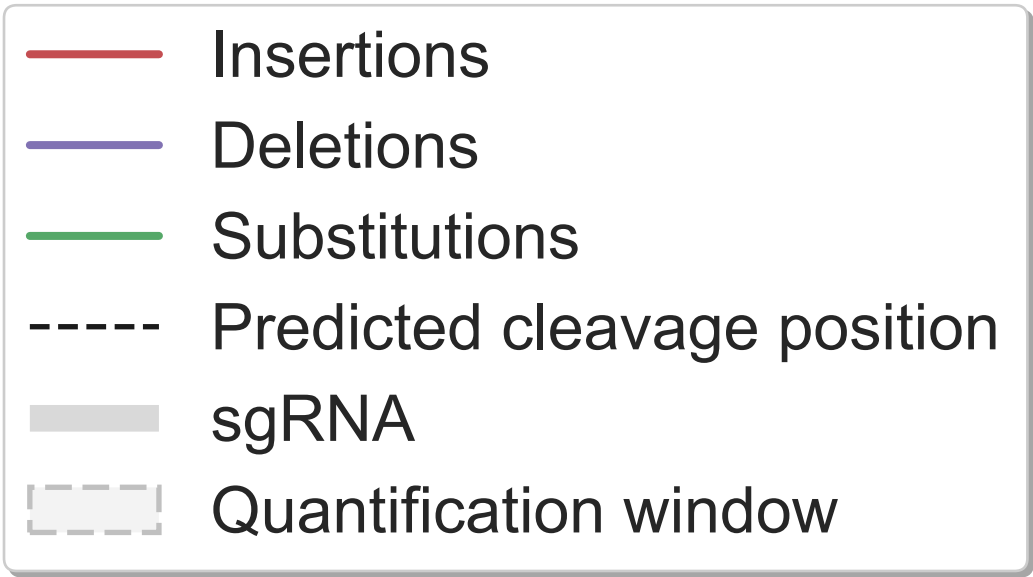 Insertions
Deletions
Substitutions
Predicted cleavage position
sgRNA
Quantification window